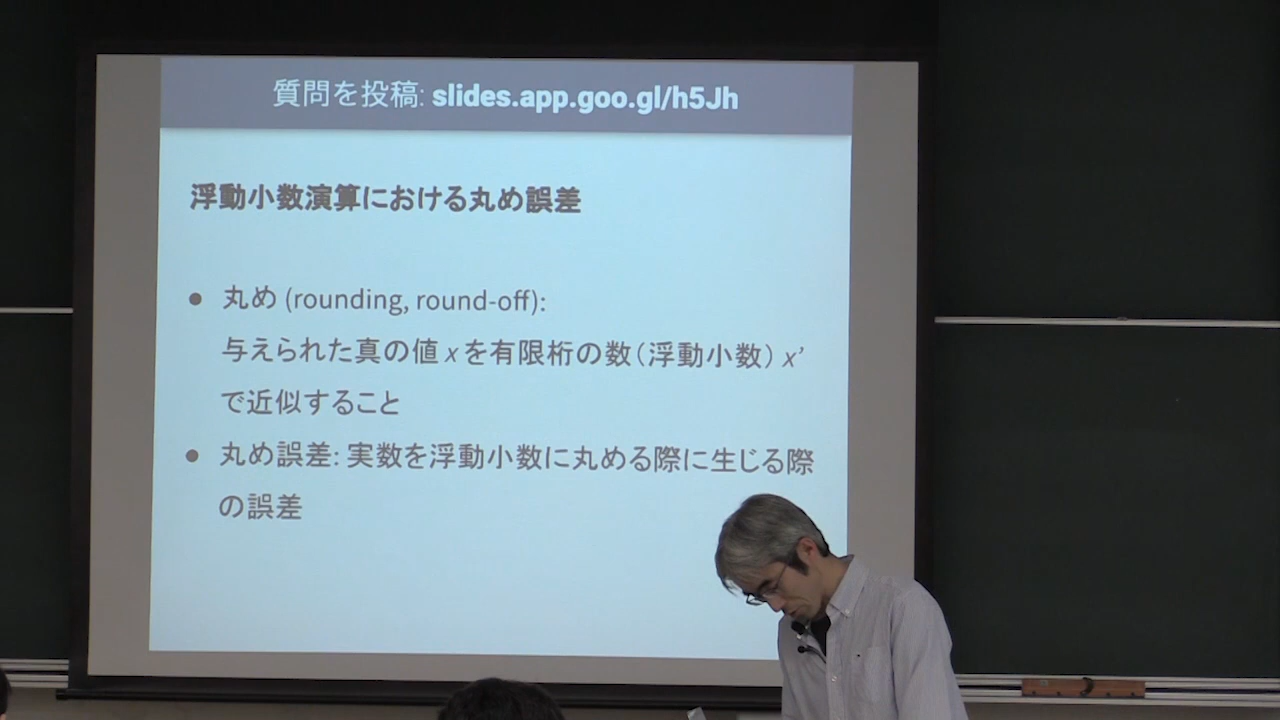 質問を投稿: slides.app.goo.gl/h5Jh
浮動小数演算における丸め誤差
● 丸め (rounding, round-off):
与えられた真の値 x を有限桁の数（浮動小数） x’
で近似すること
● 丸め誤差: 実数を浮動小数に丸める際に生じる際
の誤差